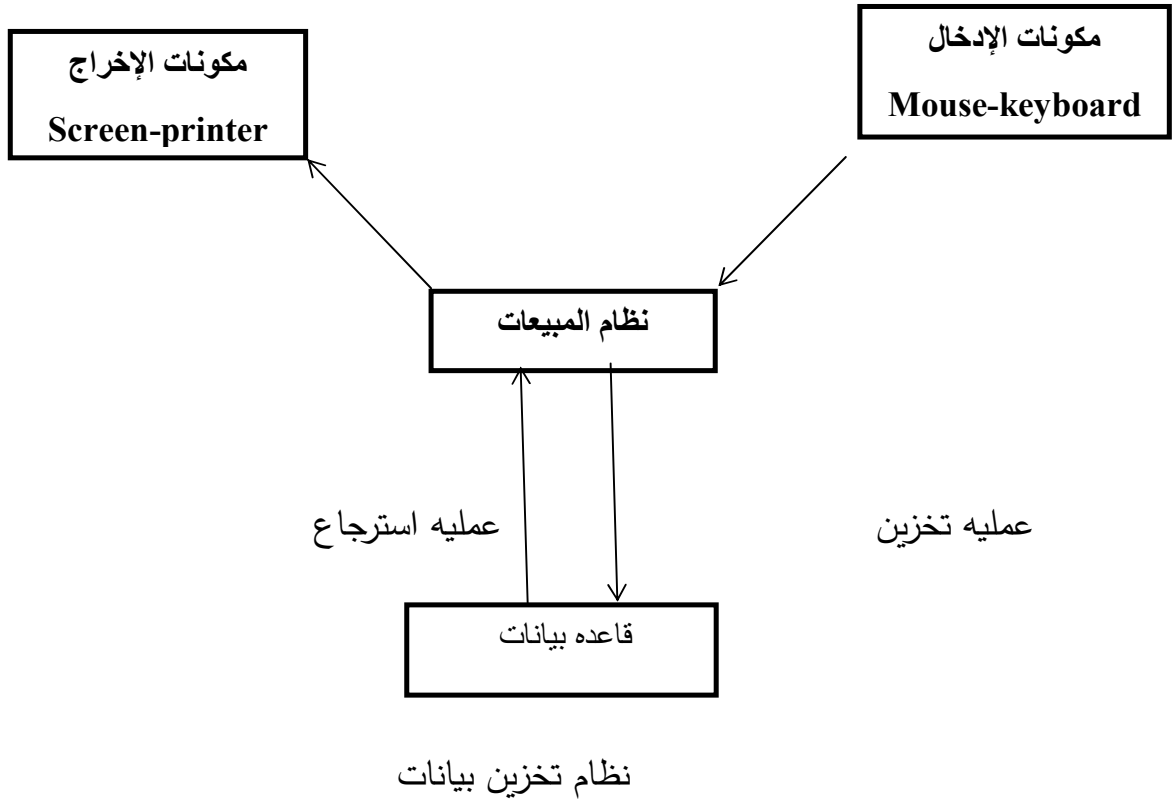 مكونات الإدخال
Mouse-keyboard
مكونات الإخراج
Screen-printer
نظام المبيعات
عمليه تخزين
عمليه استرجاع
قاعده بيانات
نظام تخزين بيانات